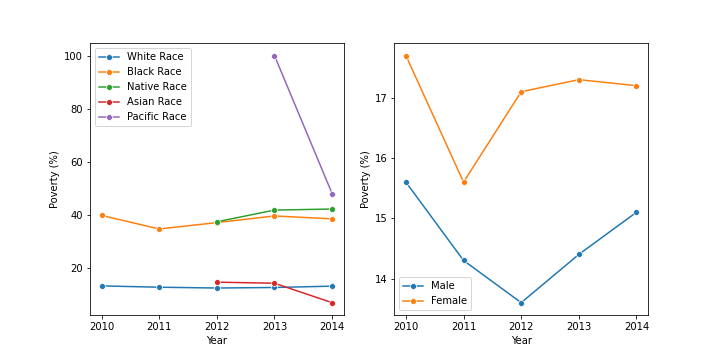 100
80
60
40
20
Poverty (%)
2010 2011 2012 2013 2014
Year
White Race
Black Race
Native Race
Asian Race
Pacific Race
17
16
15
14
Poverty (%)
2010 2011 2012 2013 2014
Year
Male
Female